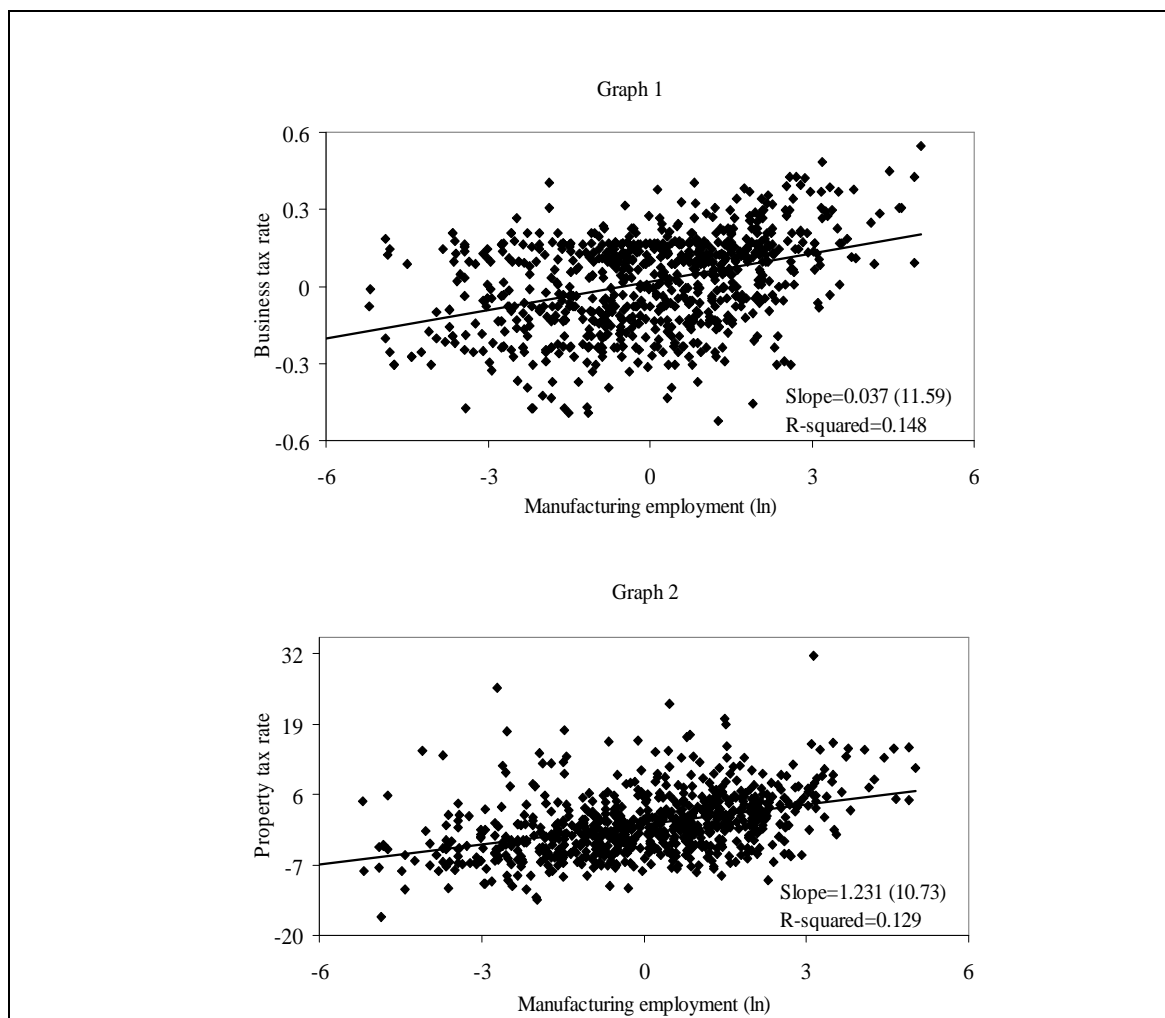 Graph 1
0.6
0.3
0
-0.3
-0.6
Business tax rate
Slope=0.037 (11.59)
R-squared=0.148
-6 -3 0 3 6
Manufacturing employment (ln)
Graph 2
32
19
6
-7
-20
Property tax rate
Slope=1.231 (10.73)
R-squared=0.129
-6 -3 0 3 6
Manufacturing employment (ln)